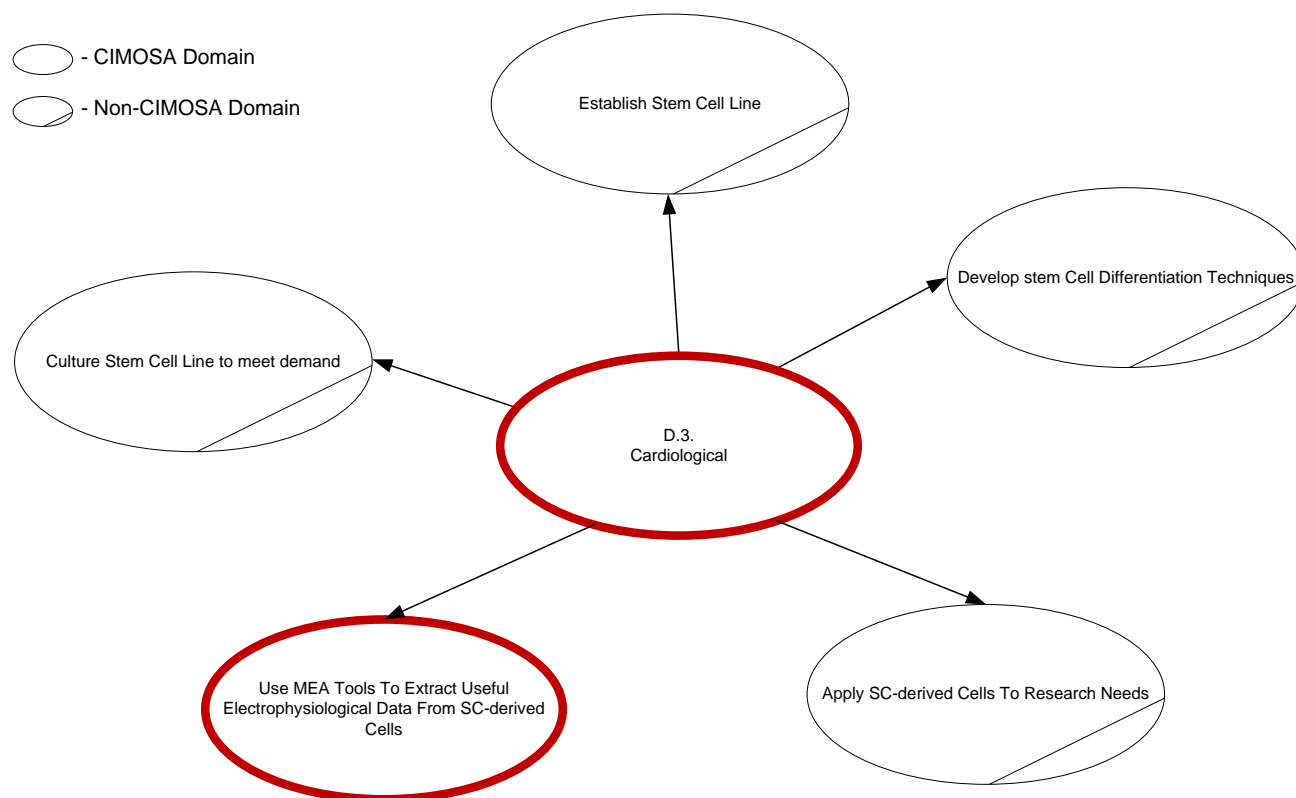 - CIMOSA Domain
- Non-CIMOSA Domain
Establish Stem Cell Line
Develop stem Cell Differentiation Techniques
Culture Stem Cell Line to meet demand
D.3.
Cardiological
Use MEA Tools To Extract Useful
Electrophysiological Data From SC-derived
Cells
Apply SC-derived Cells To Research Needs